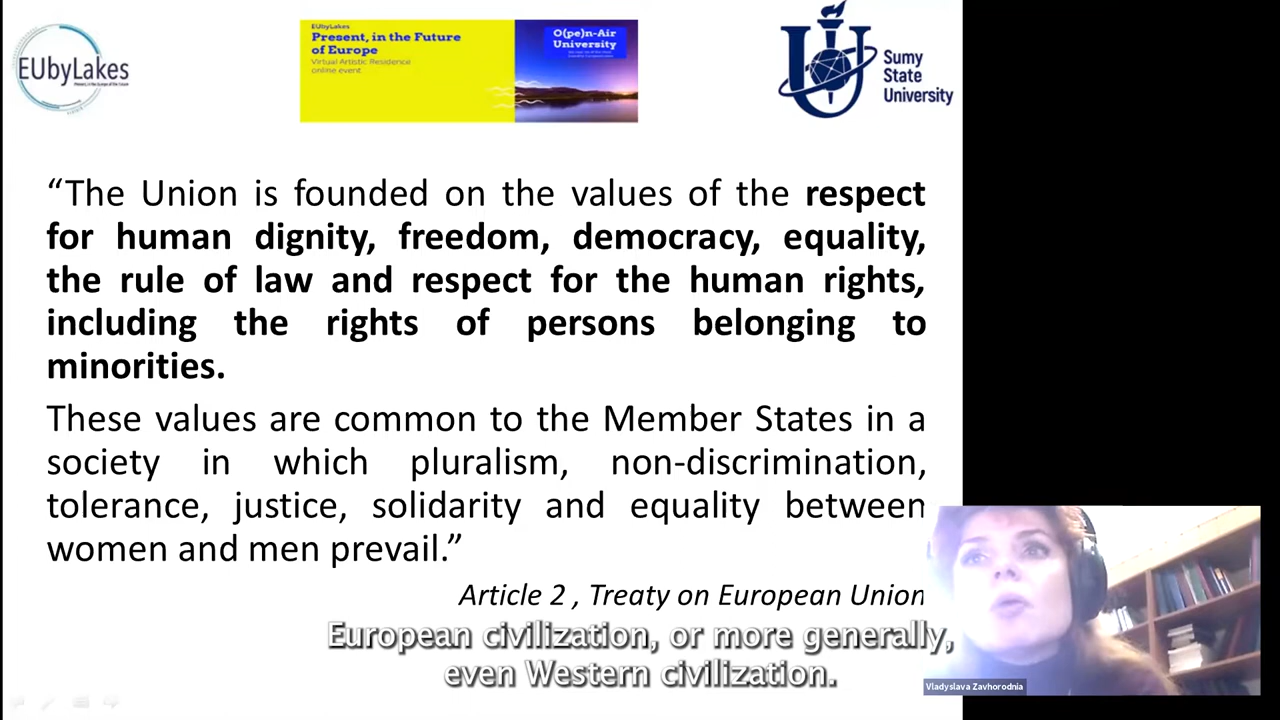 EUbyLakes
EUbyLakes
Present, in the Future
of Europe
Virtual Artistic Residence
online event
O(pe)n-Air
University
Sumy
State
University
“The Union is founded on the values of the respect
for human dignity, freedom, democracy, equality,
the rule of law and respect for the human rights,
including the rights of persons belonging to
minorities.
These values are common to the Member States in a
society in which pluralism, non-discrimination,
tolerance, justice, solidarity and equality between
women and men prevail.”
Article 2 , Treaty on European Union
European civilization, or more generally,
even Western civilization.
Vladyslava Zavhorodnia